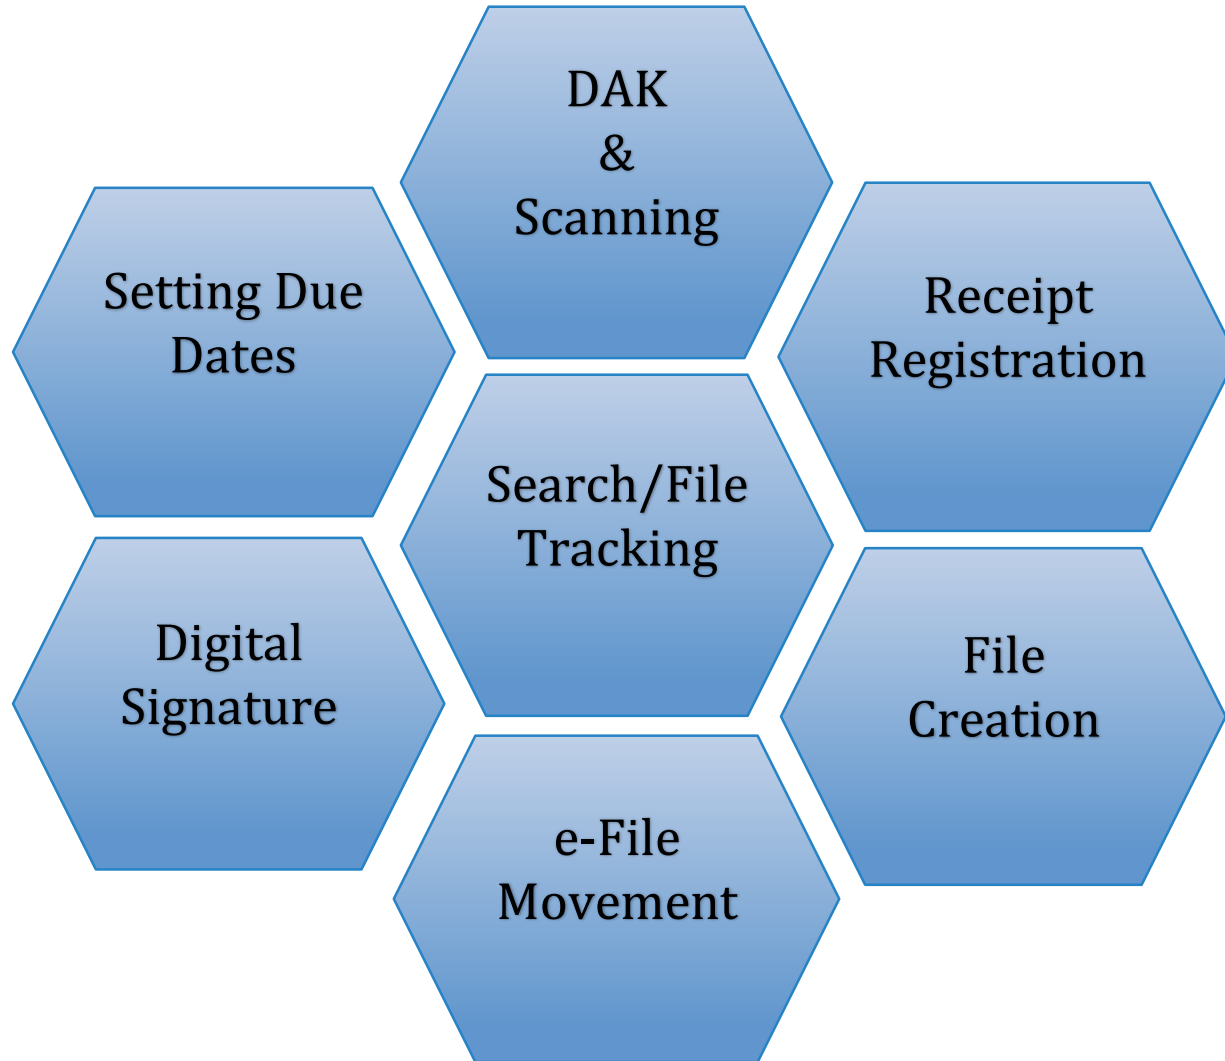 DAK
&
Scanning
Setting Due
Dates
Receipt
Registration
Search/File
Tracking
Digital
Signature
File
Creation
e-File
Movement